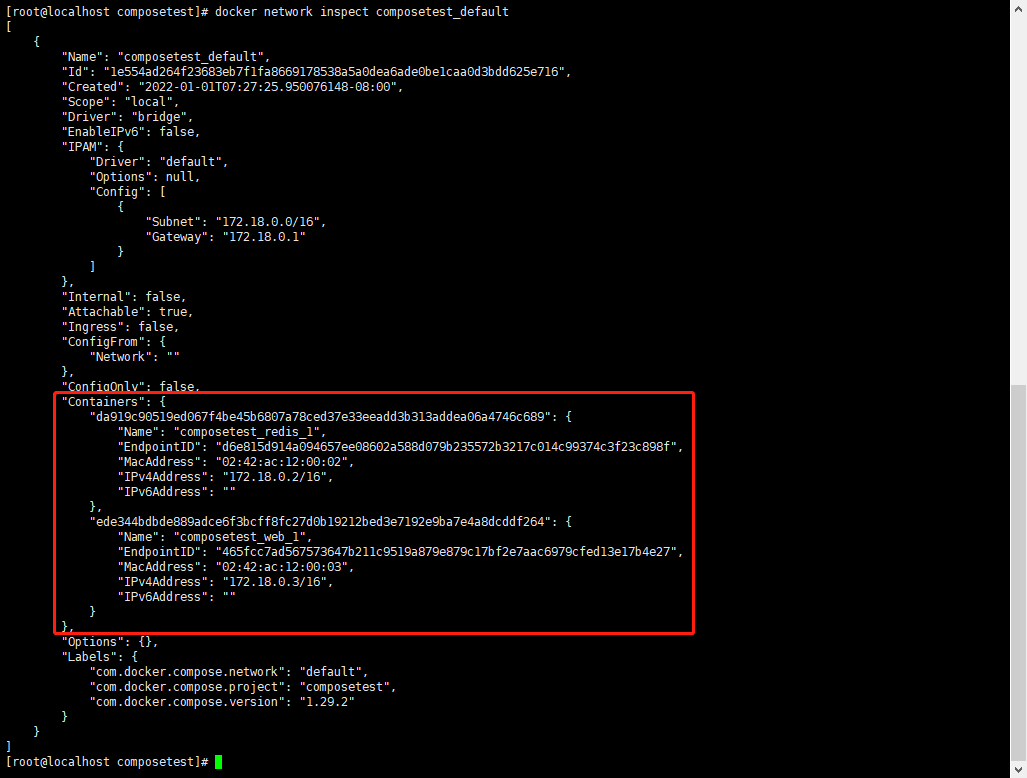 [root@localhost composetest]# docker network inspect composetest_default
[
    {
        "Name": "composetest_default",
        "Id": "1e554ad264f23683eb7f1fa8669178538a5a0dea6ade0be1caa0d3bdd625e716",
        "Created": "2022-01-01T07:27:25.950076148-08:00",
        "Scope": "local",
        "Driver": "bridge",
        "EnableIPv6": false,
        "IPAM": {
            "Driver": "default",
            "Options": null,
            "Config": [
                {
                    "Subnet": "172.18.0.0/16",
                    "Gateway": "172.18.0.1"
                }
            ]
        },
        "Internal": false,
        "Attachable": true,
        "Ingress": false,
        "ConfigFrom": {
            "Network": ""
        },
        "ConfigOnly": false,
        "Containers": {
            "da919c90519ed067f4be45b6807a78ced37e33eeadd3b313addea06a4746c689": {
                "Name": "composetest_redis_1",
                "EndpointID": "d6e815d914a094657ee08602a588d079b235572b3217c014c99374c3f23c898f",
                "MacAddress": "02:42:ac:12:00:02",
                "IPv4Address": "172.18.0.2/16",
                "IPv6Address": ""
            },
            "ede344bdbde889adce6f3bcff8fc27d0b19212bed3e7192e9ba7e4a8dcddf264": {
                "Name": "composetest_web_1",
                "EndpointID": "465fcc7ad567573647b211c9519a879e879c17bf2e7aac6979cfed13e17b4e27",
                "MacAddress": "02:42:ac:12:00:03",
                "IPv4Address": "172.18.0.3/16",
                "IPv6Address": ""
            }
        },
        "Options": {},
        "Labels": {
            "com.docker.compose.network": "default",
            "com.docker.compose.project": "composetest",
            "com.docker.compose.version": "1.29.2"
        }
    }
]
[root@localhost composetest]#